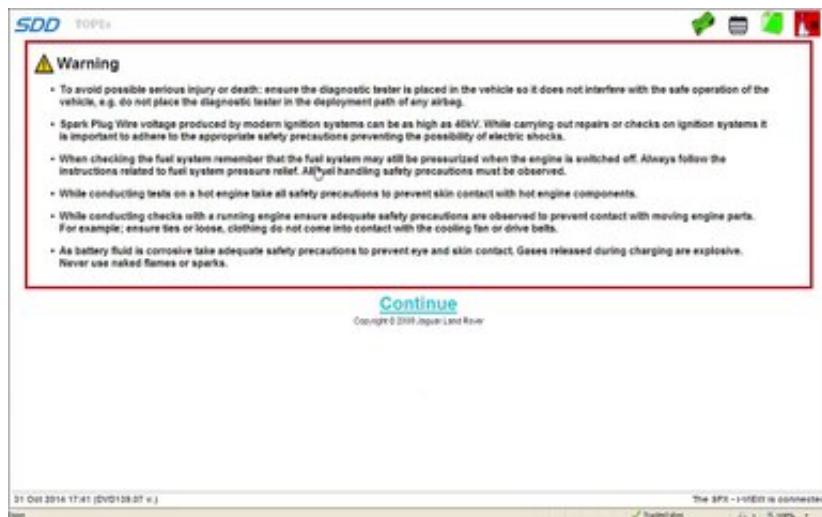 SDD TOPIx
Warning
• To avoid possible serious injury or death: ensure the diagnostic tester is placed in the vehicle so it does not interfere with the safe operation of the
vehicle, e.g. do not place the diagnostic tester in the deployment path of any airbag.
• Spark Plug Wire voltage produced by modern ignition systems can be as high as 40kV. While carrying out repairs or checks on ignition systems it
is important to adhere to the appropriate safety precautions preventing the possibility of electric shocks.
• When checking the fuel system remember that the fuel system may still be pressurized when the engine is switched off. Always follow the
instructions related to fuel system pressure relief. All fuel handling safety precautions must be observed.
• While conducting tests on a hot engine take all safety precautions to prevent skin contact with hot engine components.
• While conducting checks with a running engine ensure adequate safety precautions are observed to prevent contact with moving engine parts.
For example; ensure ties or loose, clothing do not come into contact with the cooling fan or drive belts.
• As battery fluid is corrosive take adequate safety precautions to prevent eye and skin contact. Gases released during charging are explosive.
Never use naked flames or sparks.
Continue
Copyright © Jaguar Land Rover
31 Oct 2014 17:41 (DVD139.07 v.)
The SPX - I-VIEW is connected